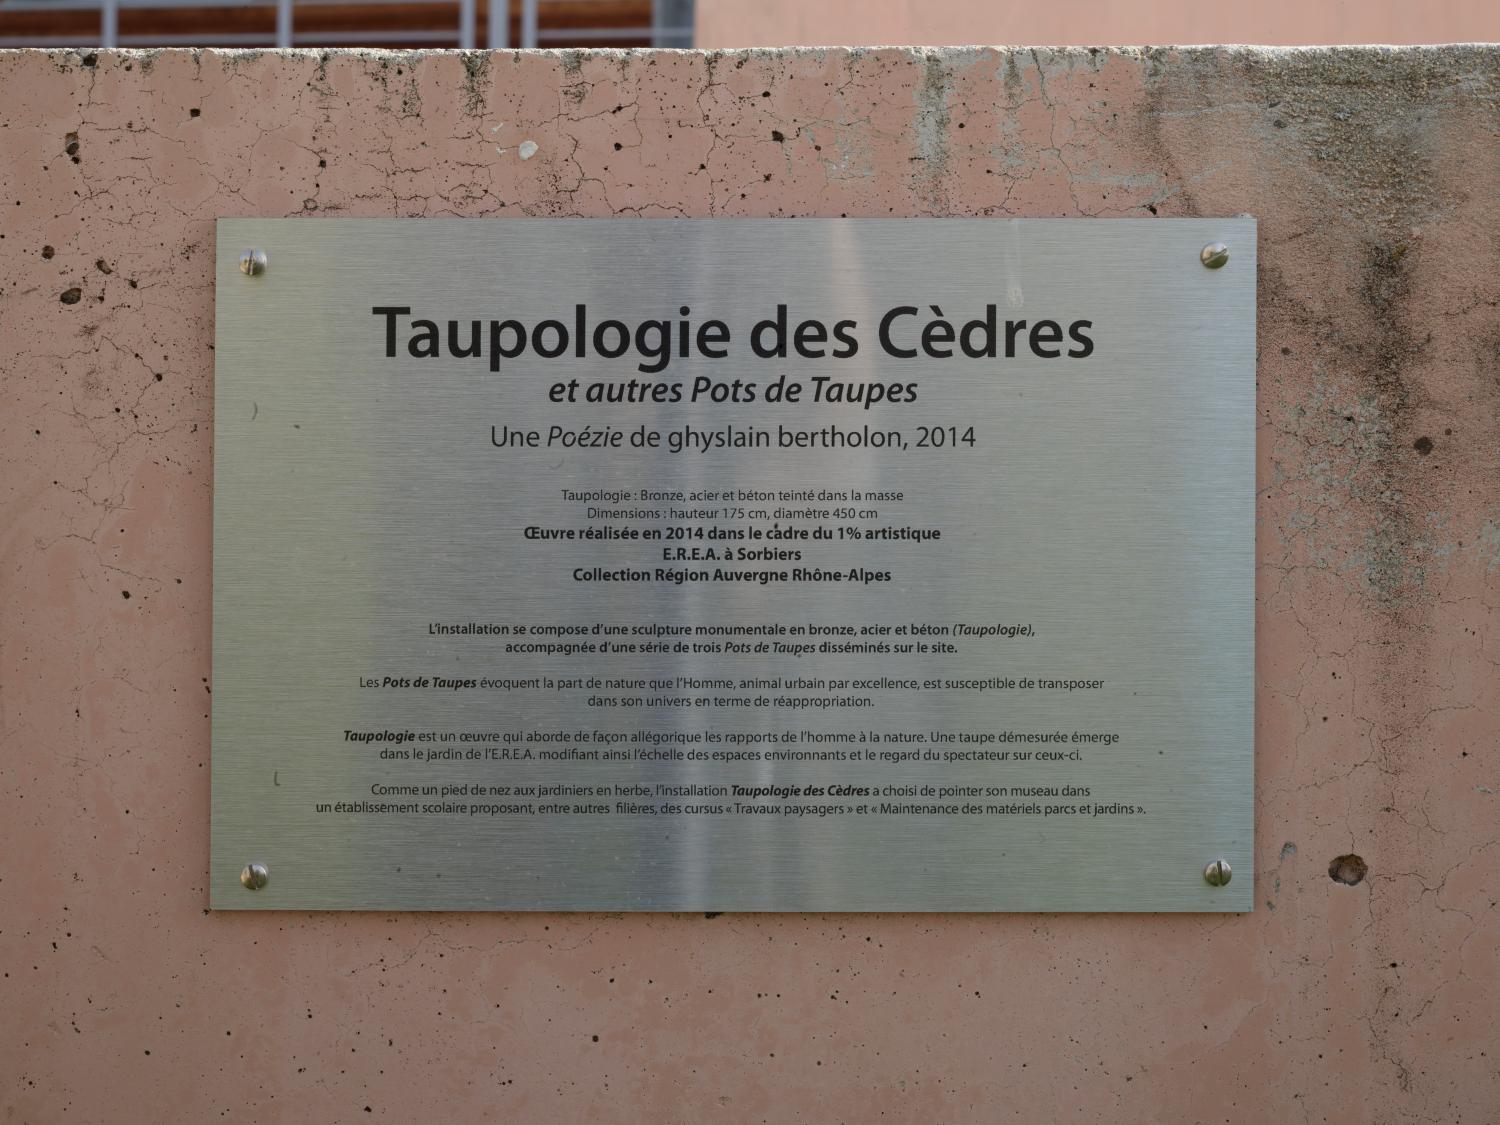 Taupologie des Cèdres
et autres Pots de Taupes
Une Poézie de ghyslain bertholon, 2014
Taupologie : Bronze, acier et béton teinté dans la masse
Dimensions : hauteur 175 cm, diamètre 450 cm
Œuvre réalisée en 2014 dans le cadre du 1% artistique
E.R.E.A. à Sorbiers
Collection Région Auvergne Rhône-Alpes
L’installation se compose d’une sculpture monumentale en bronze, acier et béton (Taupologie),
accompagnée d’une série de trois Pots de Taupes disséminés sur le site.
Les Pots de Taupes évoquent la part de nature que l’Homme, animal urbain par excellence, est susceptible de transposer
dans son univers en terme de réappropriation.
Taupologie est un œuvre qui aborde de façon allégorique les rapports de l’homme à la nature. Une taupe démesurée émerge
dans le jardin de l’E.R.E.A. modifiant ainsi l’échelle des espaces environnants et le regard du spectateur sur ceux-ci.
Comme un pied de nez aux jardiniers en herbe, l’installation Taupologie des Cèdres a choisi de pointer son museau dans
un établissement scolaire proposant, entre autres filières, des cursus « Travaux paysagers » et « Maintenance des matériels parcs et jardins ».